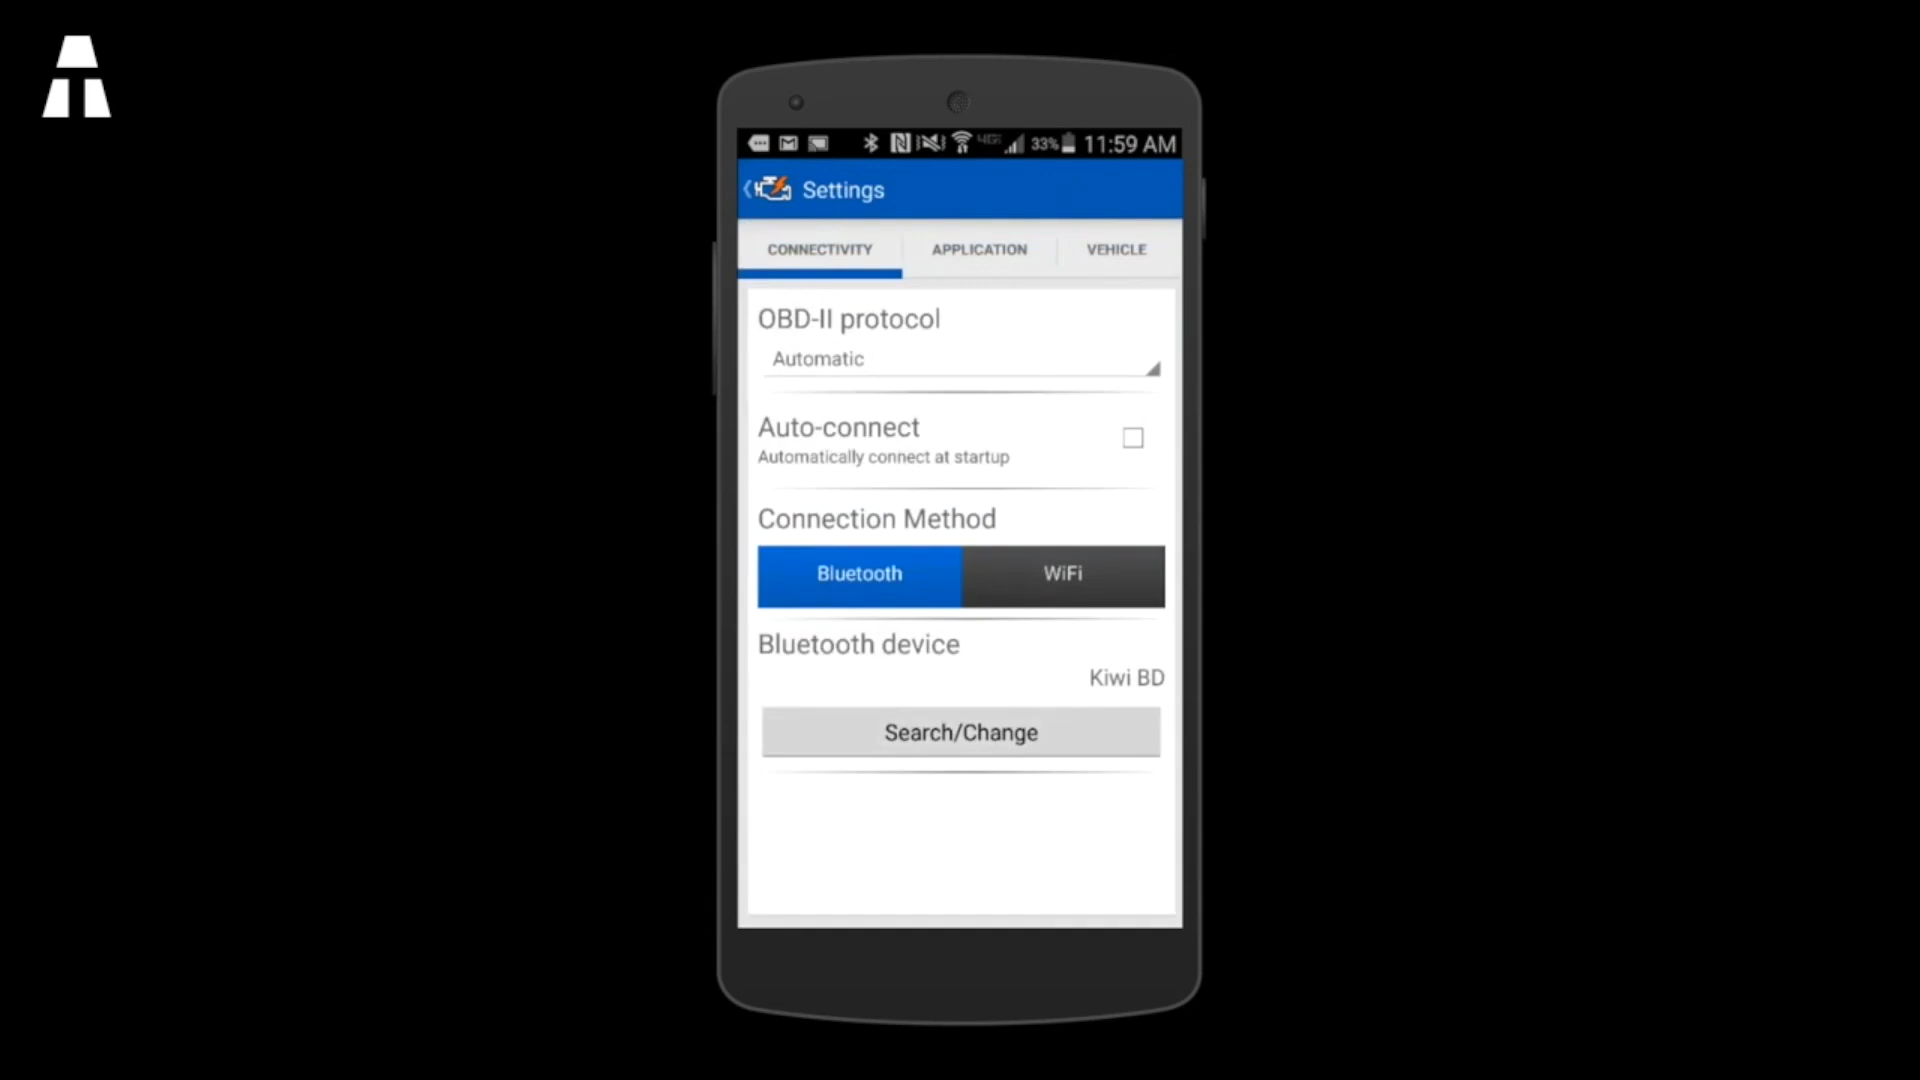 4G 33% 11:59 AM
Settings
CONNECTIVITY APPLICATION VEHICLE
OBD-II protocol
Automatic
Auto-connect
Automatically connect at startup
Connection Method
Bluetooth WiFi
Bluetooth device
Kiwi BD
Search/Change